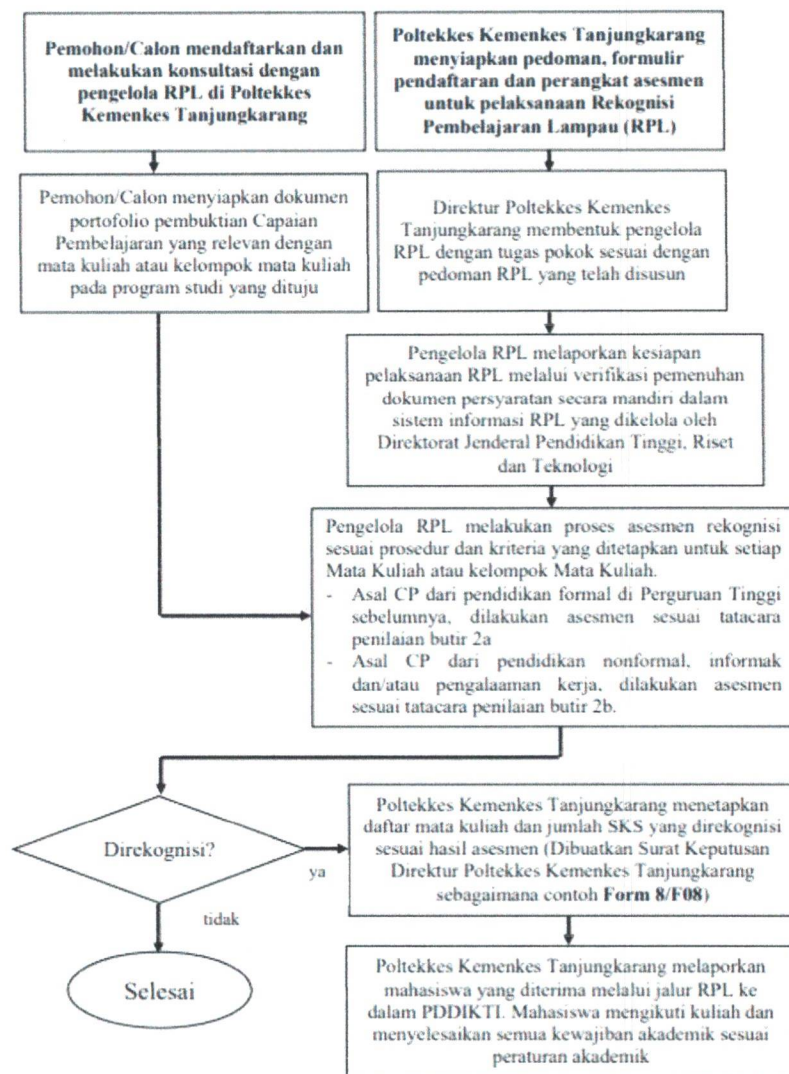 Pemohon/Calon mendaftarkan dan
melakukan konsultasi dengan
pengelola RPL di Poltekkes
Kemenkes Tanjungkarang
Poltekkes Kemenkes Tanjungkarang
menyiapkan pedoman, formulir
pendaftaran dan perangkat asesmen
untuk pelaksanaan Rekognisi
Pembelajaran Lampau (RPL)
Pemohon/Calon menyiapkan dokumen
portofolio pembuktian Capaian
Pembelajaran yang relevan dengan
mata kuliah atau kelompok mata kuliah
pada program studi yang dituju
Direktur Poltekkes Kemenkes
Tanjungkarang membentuk pengelola
RPL dengan tugas pokok sesuai dengan
pedoman RPL yang telah disusun
Pengelola RPL melaporkan kesiapan
pelaksanaan RPL melalui verifikasi pemenuhan
dokumen persyaratan secara mandiri dalam
sistem informasi RPL yang dikelola oleh
Direktorat Jenderal Pendidikan Tinggi, Riset
dan Teknologi
Pengelola RPL melakukan proses asesmen rekognisi
sesuai prosedur dan kriteria yang ditetapkan untuk setiap
Mata Kuliah atau kelompok Mata Kuliah.
- Asal CP dari pendidikan formal di Perguruan Tinggi
sebelumnya, dilakukan asesmen sesuai tatacara
penilaian butir 2a
- Asal CP dari pendidikan nonformal, informak
dan/atau pengalaaman kerja, dilakukan asesmen
sesuai tatacara penilaian butir 2b.
Direkognisi?
ya
tidak
Selesai
Poltekkes Kemenkes Tanjungkarang menetapkan
daftar mata kuliah dan jumlah SKS yang direkognisi
sesuai hasil asesmen (Dibuatkan Surat Keputusan
Direktur Poltekkes Kemenkes Tanjungkarang
sebagaimana contoh Form 8/F08)
Poltekkes Kemenkes Tanjungkarang melaporkan
mahasiswa yang diterima melalui jalur RPL ke
dalam PDDIKTI. Mahasiswa mengikuti kuliah dan
menyelesaikan semua kewajiban akademik sesuai
peraturan akademik